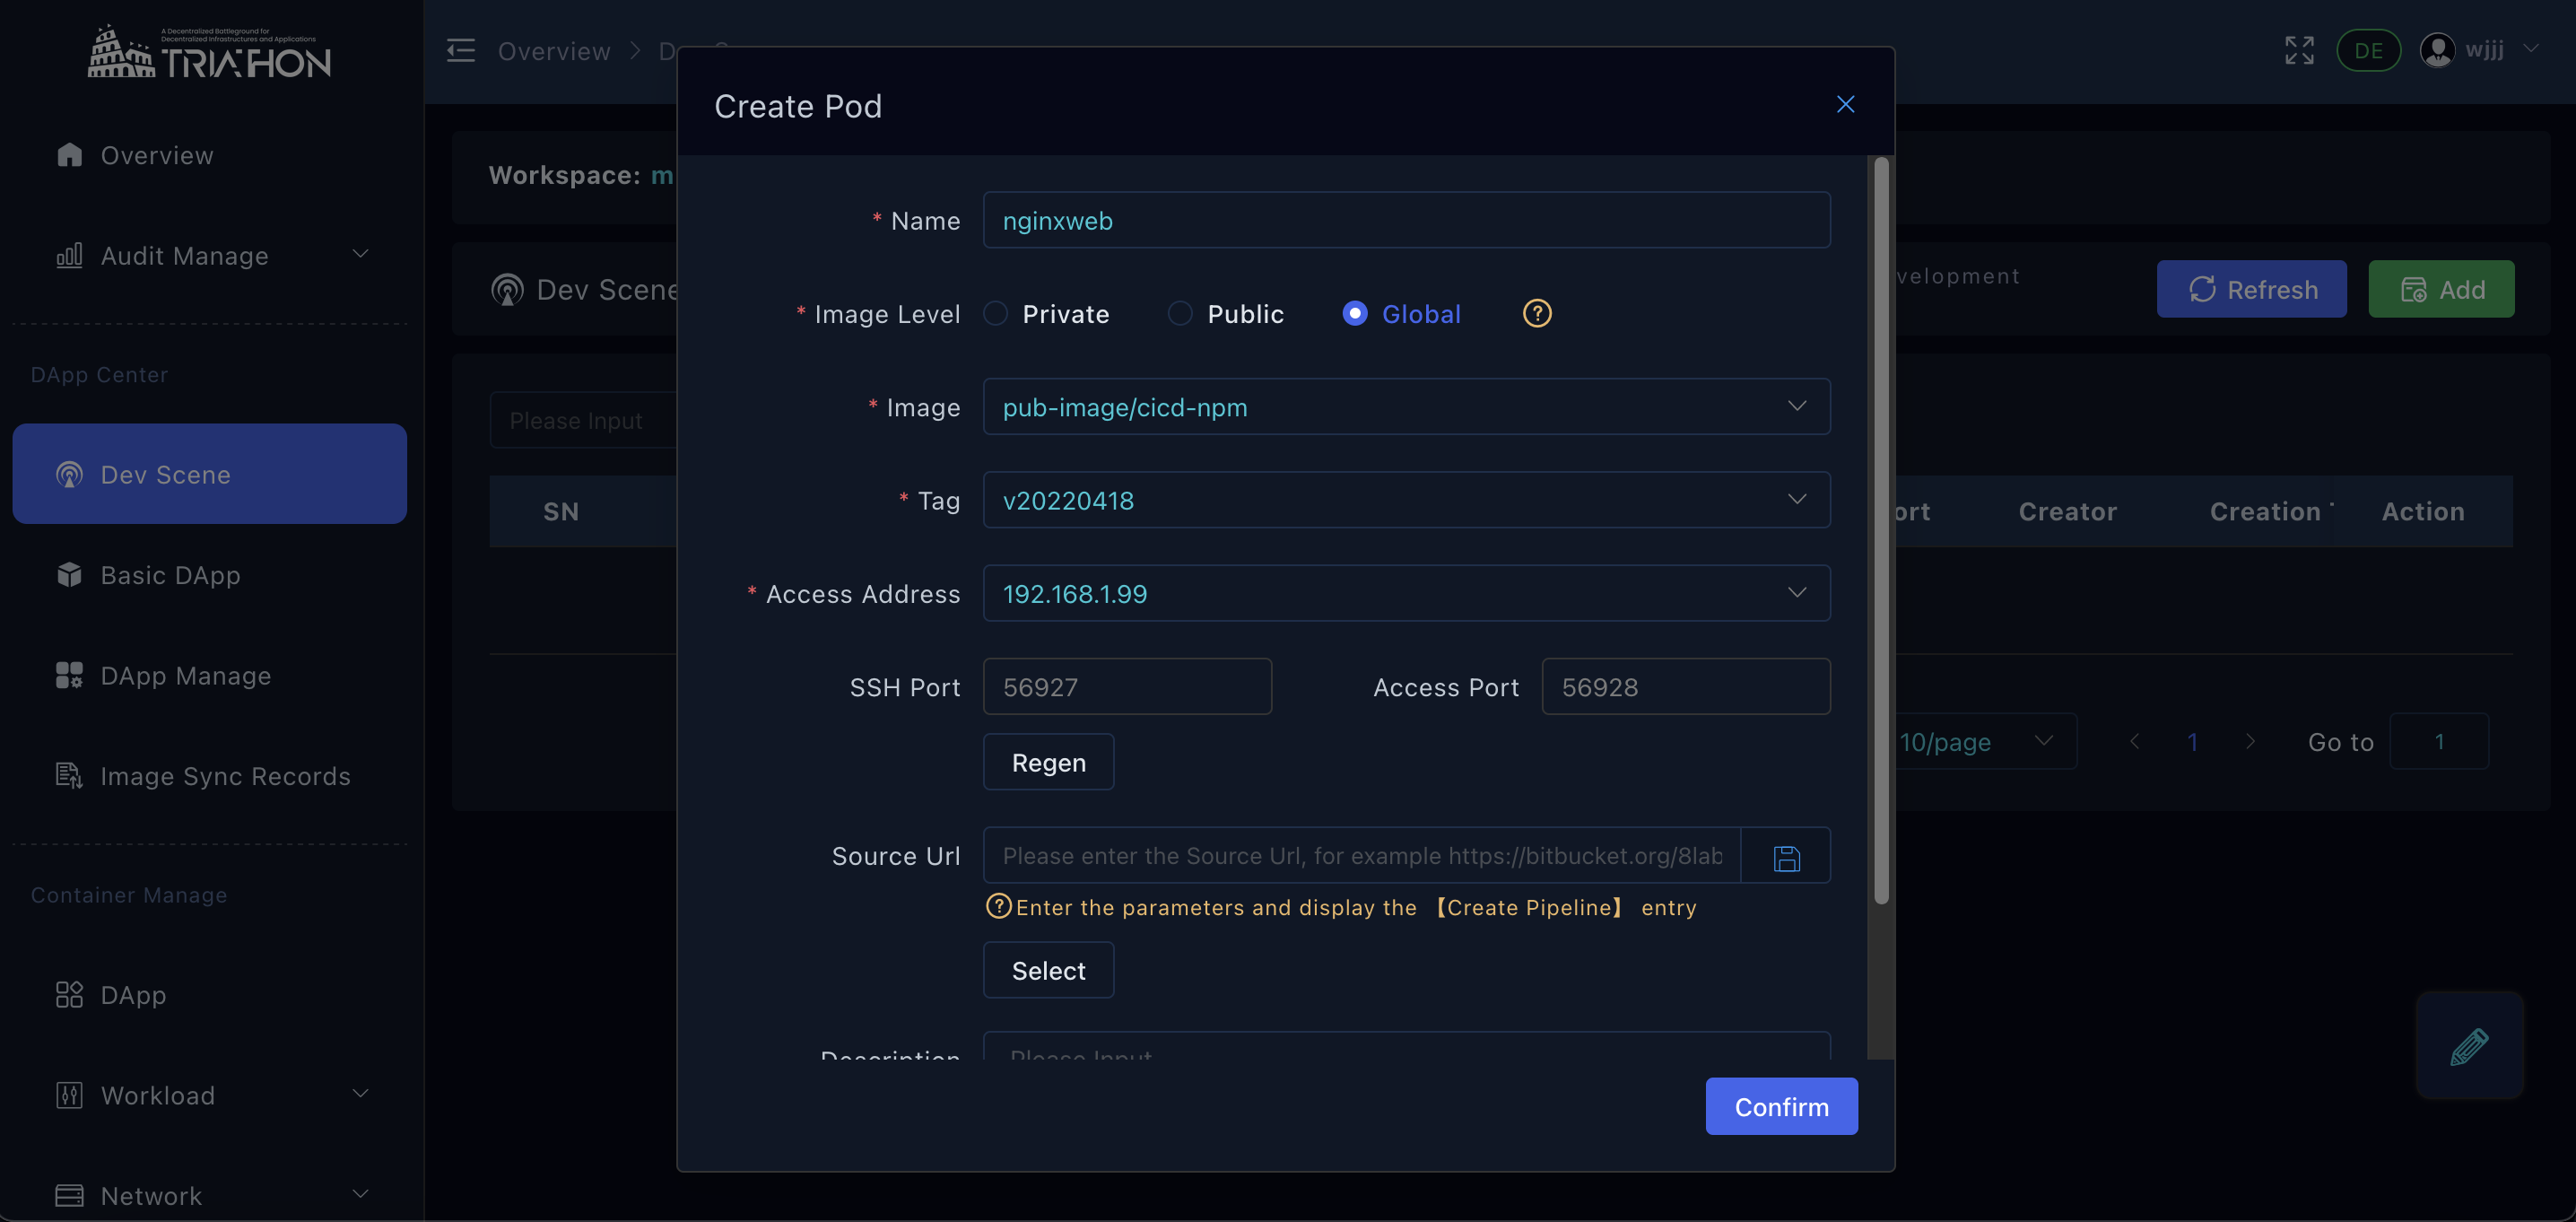 A Decentralized Battleground for
Decentralized Infrastructures and Applications
TRIATHON
Overview
Audit Manage
DApp Center
Dev Scene
Basic DApp
DApp Manage
Image Sync Records
Container Manage
DApp
Workload
Network
Overview > D
DE
wjjj
Workspace: m
Dev Scene
velopment
Refresh
Add
Please Input
SN
ort
Creator
Creation
Action
10/page
1
Go to
1
Create Pod
* Name
nginxweb
* Image Level
Private
Public
Global
* Image
pub-image/cicd-npm
* Tag
v20220418
* Access Address
192.168.1.99
SSH Port
56927
Access Port
56928
Regen
Source Url
Please enter the Source Url, for example https://bitbucket.org/8lab
Enter the parameters and display the 【Create Pipeline】 entry
Select
Description
Please Input
Confirm